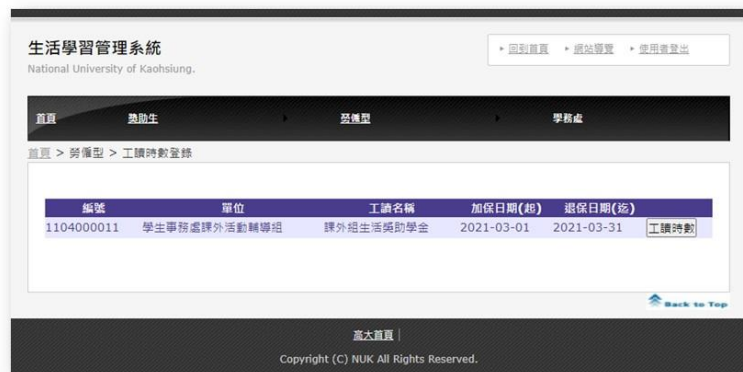 生活學習管理系統
National University of Kaohsiung.
回到首頁 網站導覽 使用者登出
首頁 獎助生 勞僱型 學務處
首頁 > 勞僱型 > 工讀時數登錄
編號 單位 工讀名稱 加保日期(起) 退保日期(迄)
1104000011 學生事務處課外活動輔導組 課外組生活獎助學金 2021-03-01 2021-03-31 工讀時數
Back to Top
高大首頁 |
Copyright (C) NUK All Rights Reserved.